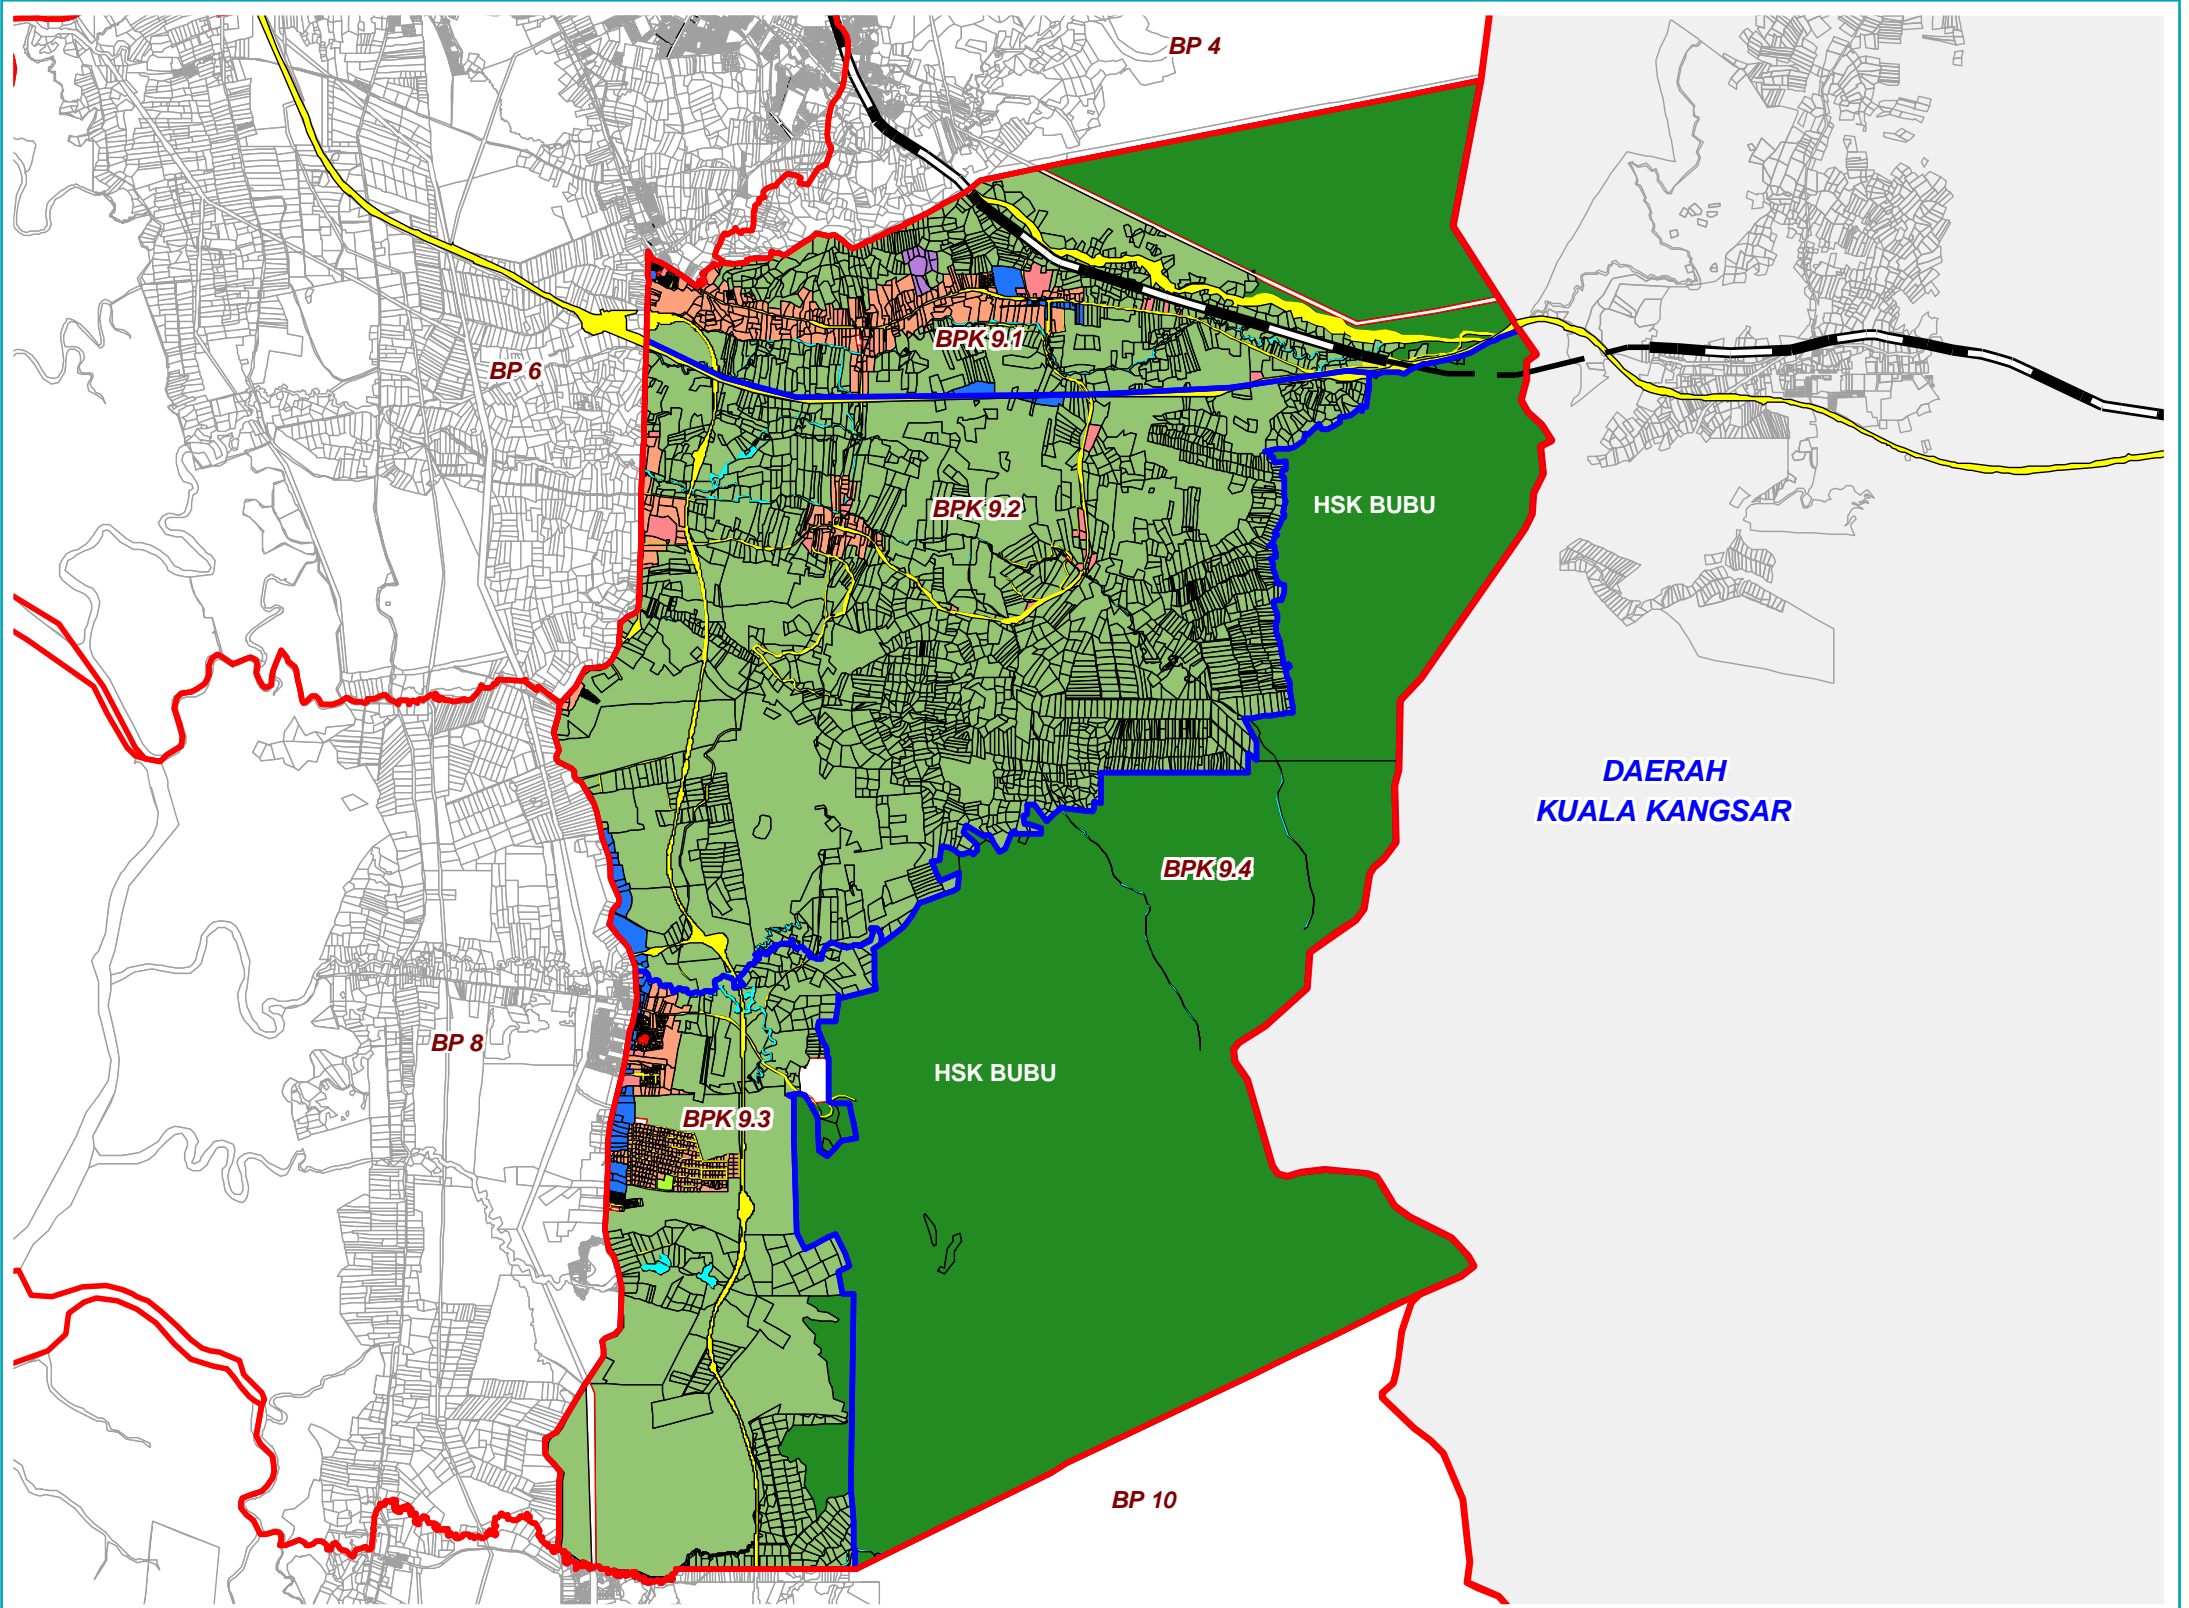 BP 4
BPK 9.1
BP 6
HSK BUBU
BPK 9.2
DAERAH
KUALA KANGSAR
BPK 9.4
BP 8
HSK BUBU
BPK 9.3
BP 10